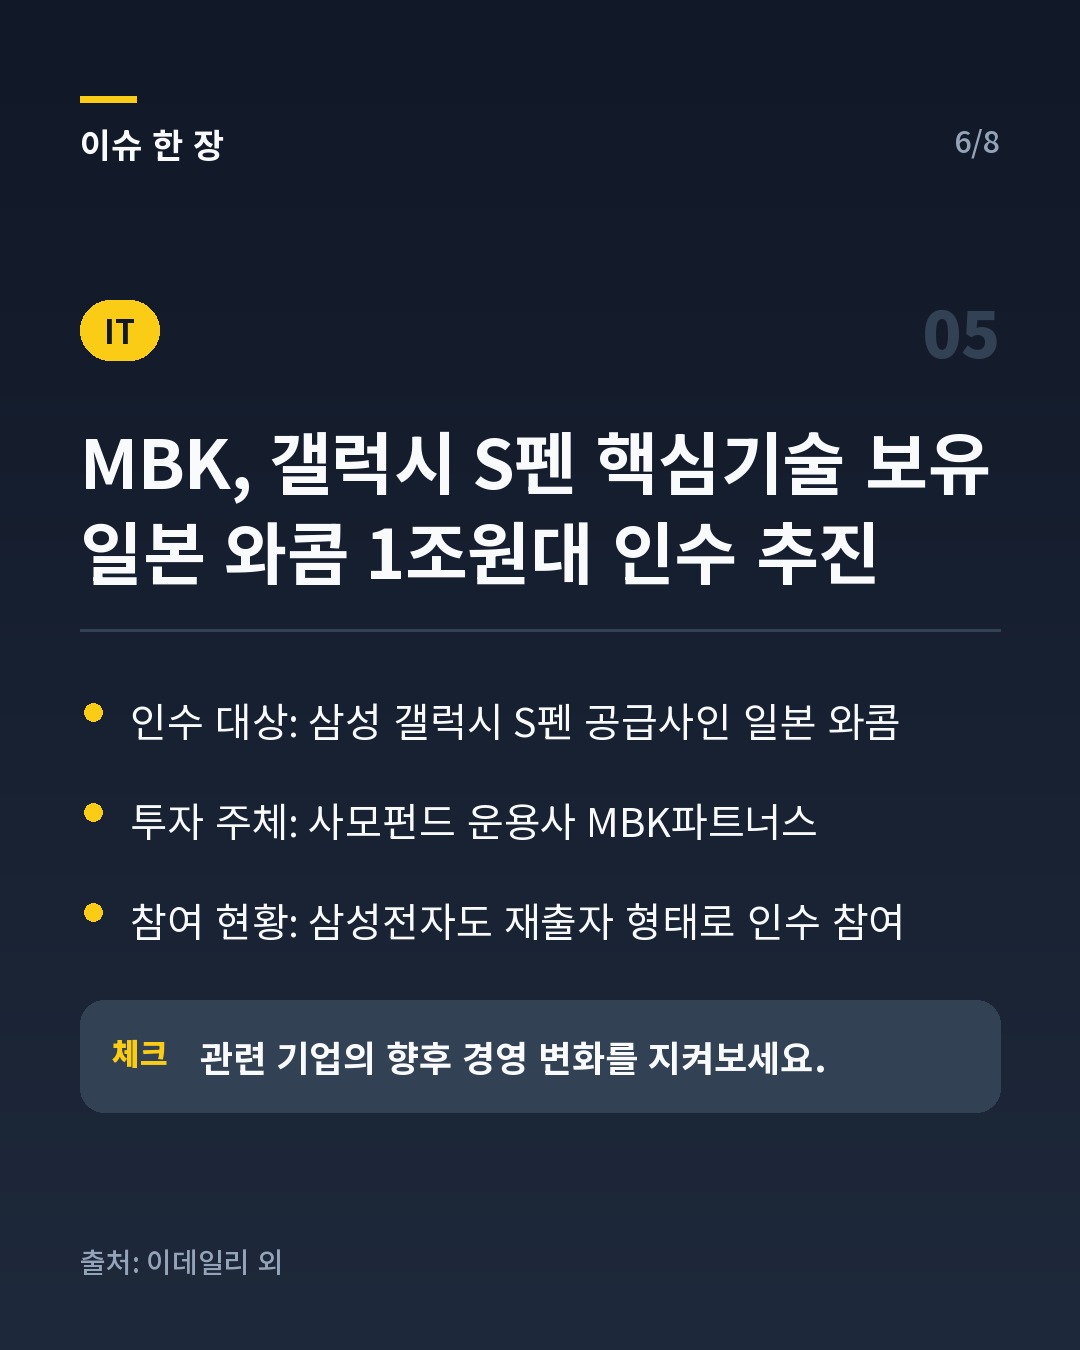 이슈 한 장
6/8
IT
05
MBK, 갤럭시 S펜 핵심기술 보유
일본 와콤 1조원대 인수 추진
인수 대상: 삼성 갤럭시 S펜 공급사인 일본 와콤
투자 주체: 사모펀드 운용사 MBK파트너스
참여 현황: 삼성전자도 재출자 형태로 인수 참여
체크 관련 기업의 향후 경영 변화를 지켜보세요.
출처: 이데일리 외